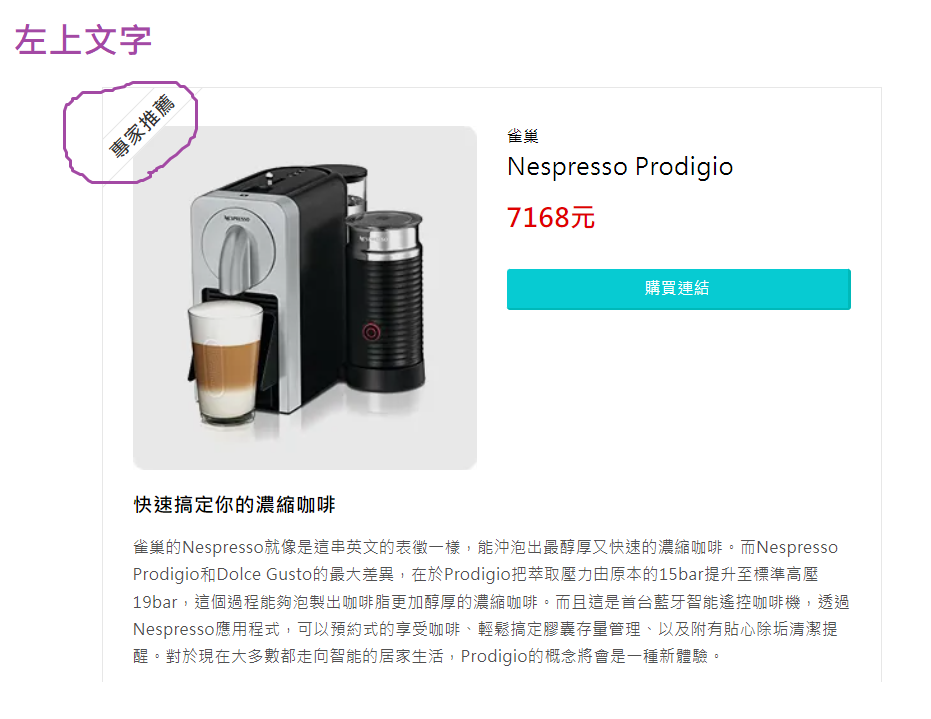 左上文字
專家推薦
雀巢
Nespresso Prodigio
7168元
購買連結
NESPRESSO
快速搞定你的濃縮咖啡
雀巢的Nespresso就像是這串英文的表徵一樣，能沖泡出最醇厚又快速的濃縮咖啡。而Nespresso
Prodigio和Dolce Gusto的最大差異，在於Prodigio把萃取壓力由原本的15bar提升至標準高壓
19bar，這個過程能夠泡製出咖啡脂更加醇厚的濃縮咖啡。而且這是首台藍牙智能遙控咖啡機，透過
Nespresso應用程式，可以預約式的享受咖啡、輕鬆搞定膠囊存量管理、以及附有貼心除垢清潔提
醒。對於現在大多數都走向智能的居家生活，Prodigio的概念將會是一種新體驗。